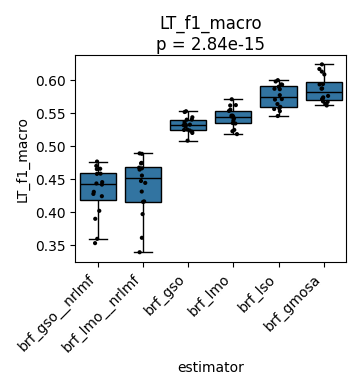 LT_f1_macro
p = 2.84e-15
LT_f1_macro
0.60
0.55
0.50
0.45
0.40
0.35
brf_gso__nrlmf
brf_lmo__nrlmf
brf_gso
brf_lmo
brf_lso
brf_gmosa
estimator